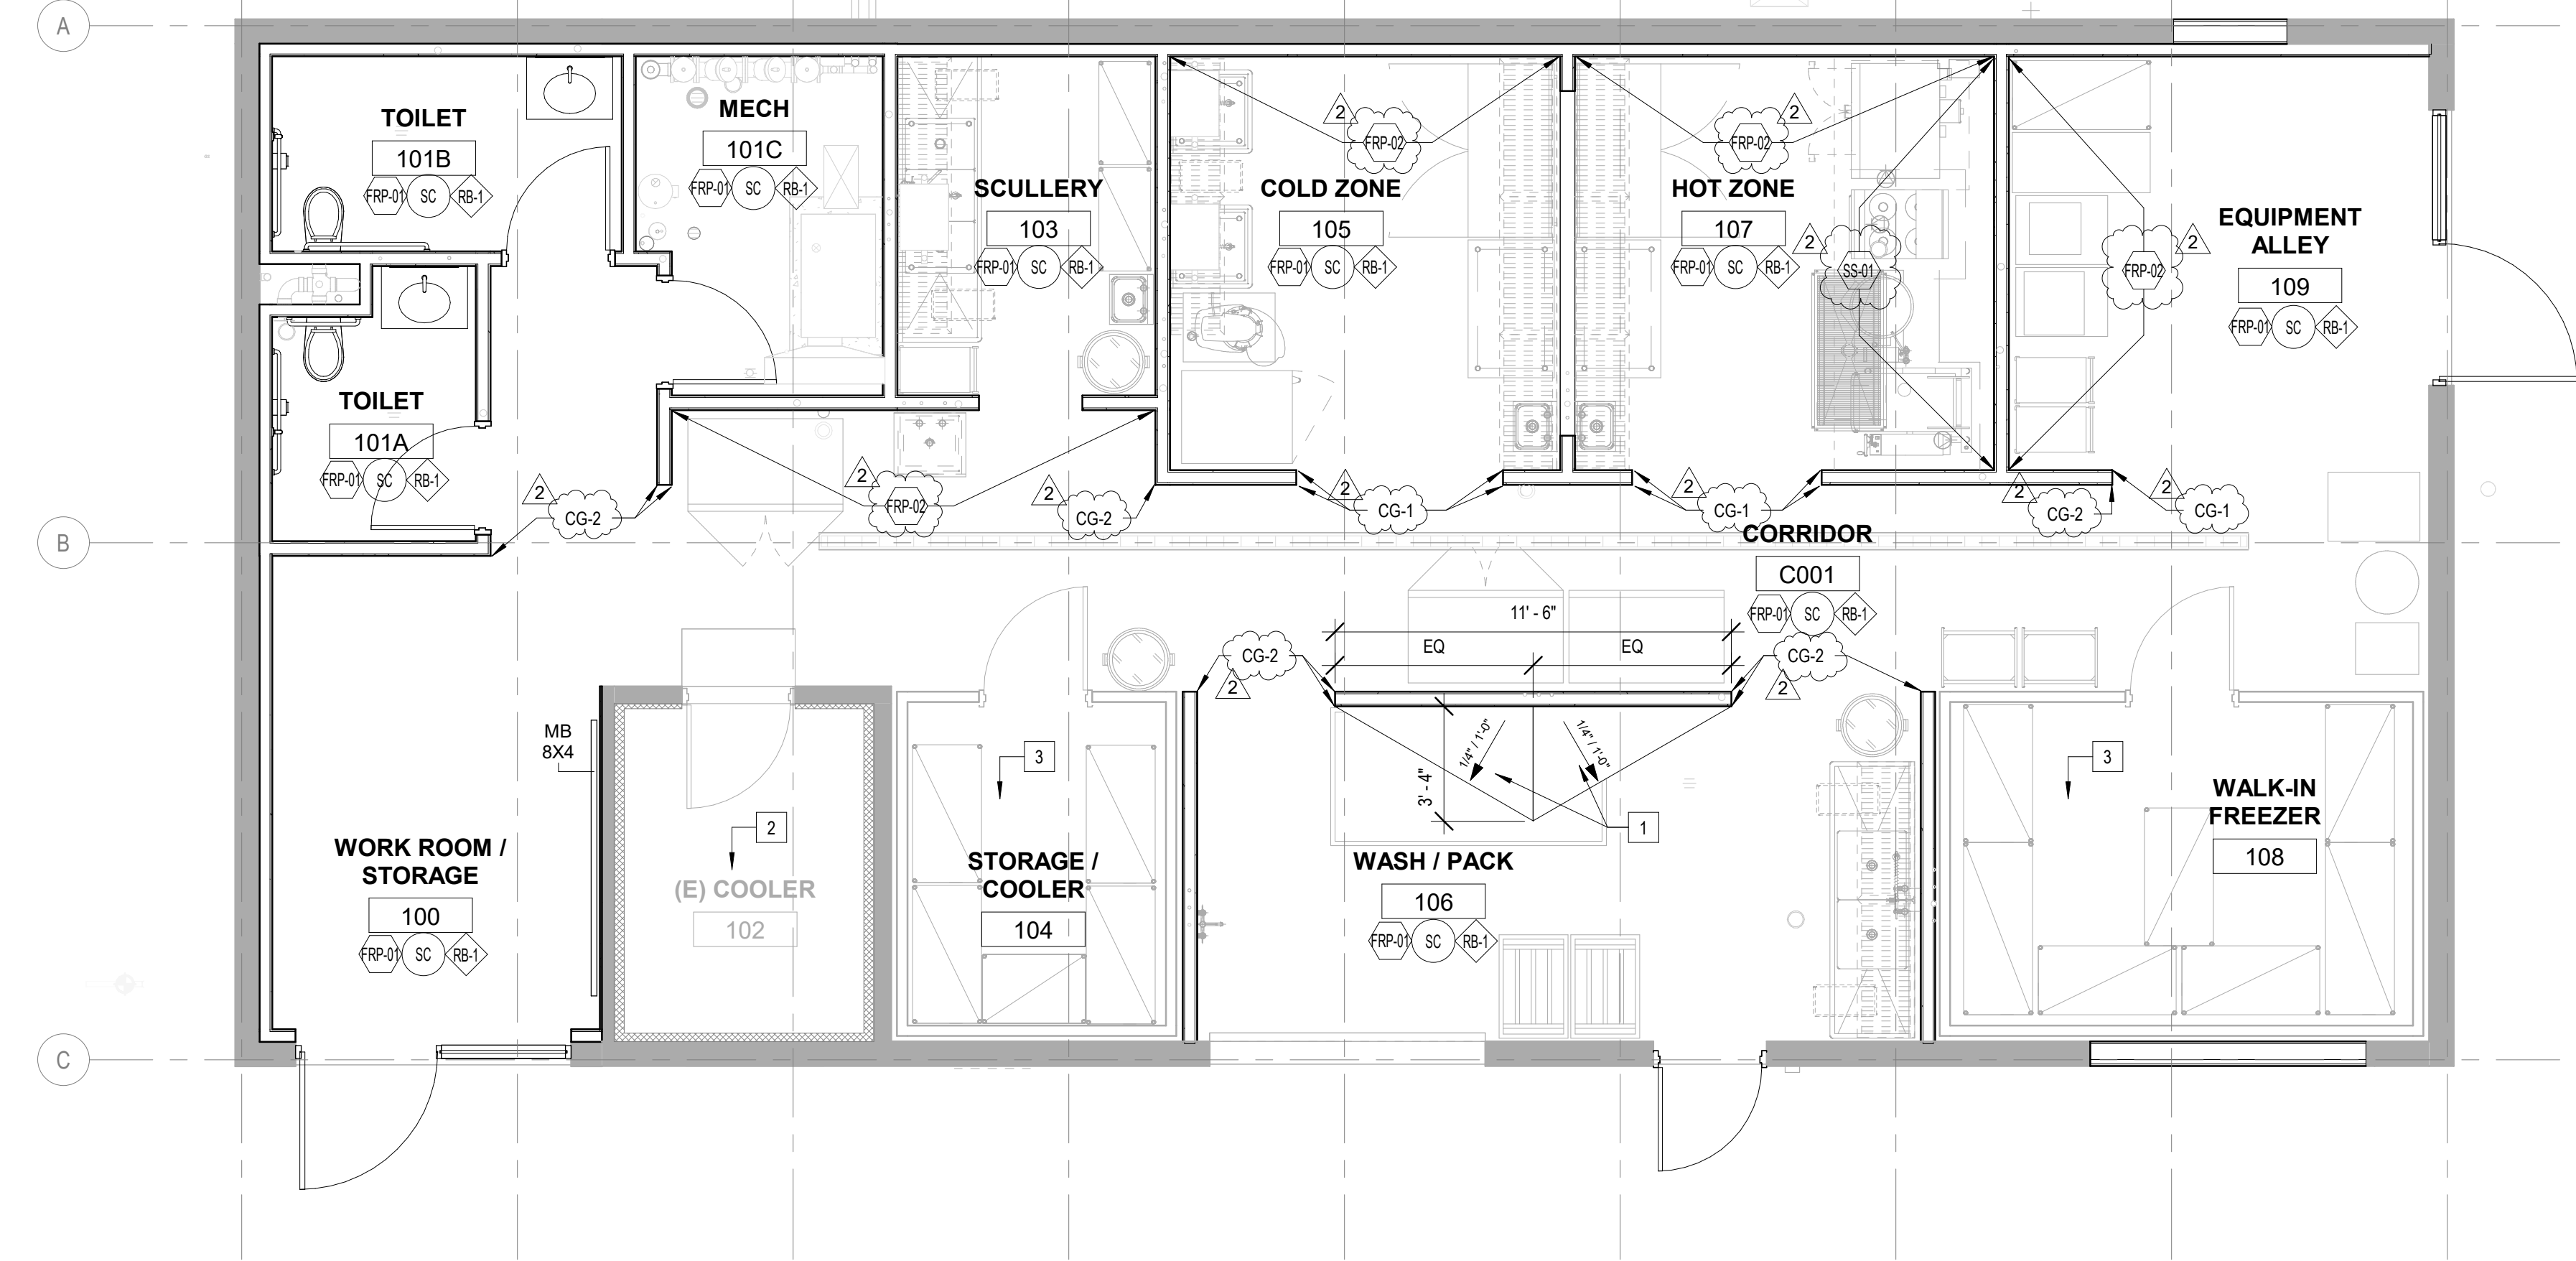 A
TOILET
101B
FRP-01 SC RB-1
MECH
101C
FRP-01 SC RB-1
SCULLERY
103
FRP-01 SC RB-1
2
FRP-02
COLD ZONE
105
FRP-01 SC RB-1
2
FRP-02
HOT ZONE
107
FRP-01 SC RB-1
2
SS-01
2
FRP-02
EQUIPMENT
ALLEY
109
FRP-01 SC RB-1
TOILET
101A
FRP-01 SC RB-1
2
CG-2
2
FRP-02
2
CG-2
2
CG-1
2
CG-1
2
CG-2
2
CG-1
B
CORRIDOR
C001
FRP-01 SC RB-1
11' - 6"
EQ
EQ
CG-2
2
CG-2
2
MB
8X4
3
1/4" / 1'-0"
1/4" / 1'-0"
3' - 4"
1
2
3
WORK ROOM /
STORAGE
100
FRP-01 SC RB-1
(E) COOLER
102
STORAGE /
COOLER
104
WASH / PACK
106
FRP-01 SC RB-1
WALK-IN
FREEZER
108
C